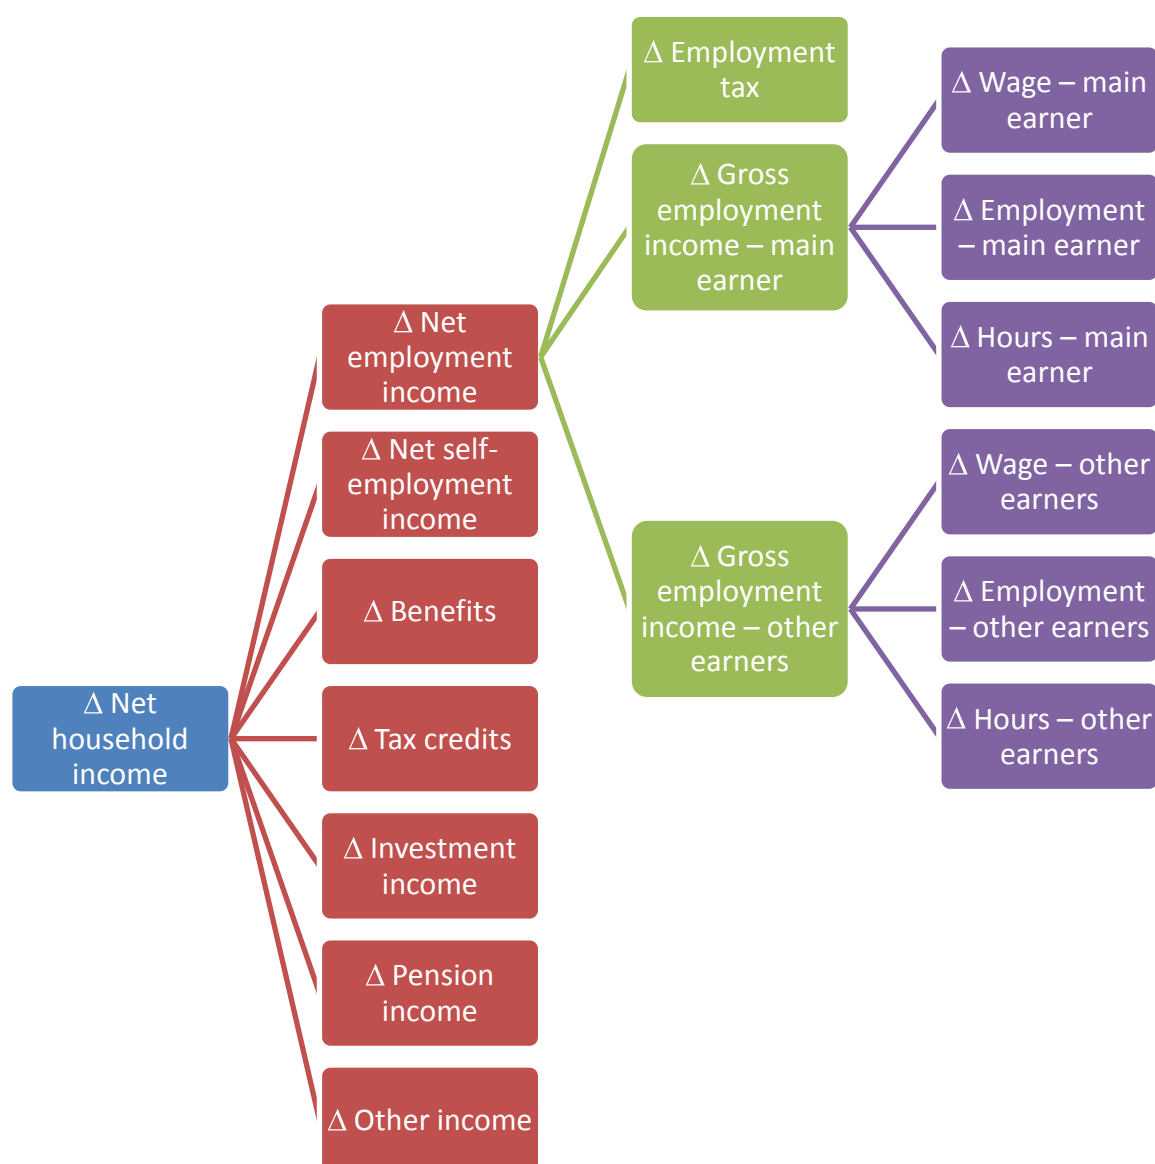 Δ Net
household
income
Δ Net
employment
income
Δ Net self-
employment
income
Δ Benefits
Δ Tax credits
Δ Investment
income
Δ Pension
income
Δ Other income
Δ Employment
tax
Δ Gross
employment
income – main
earner
Δ Gross
employment
income – other
earners
Δ Wage – main
earner
Δ Employment
– main earner
Δ Hours – main
earner
Δ Wage – other
earners
Δ Employment
– other earners
Δ Hours – other
earners